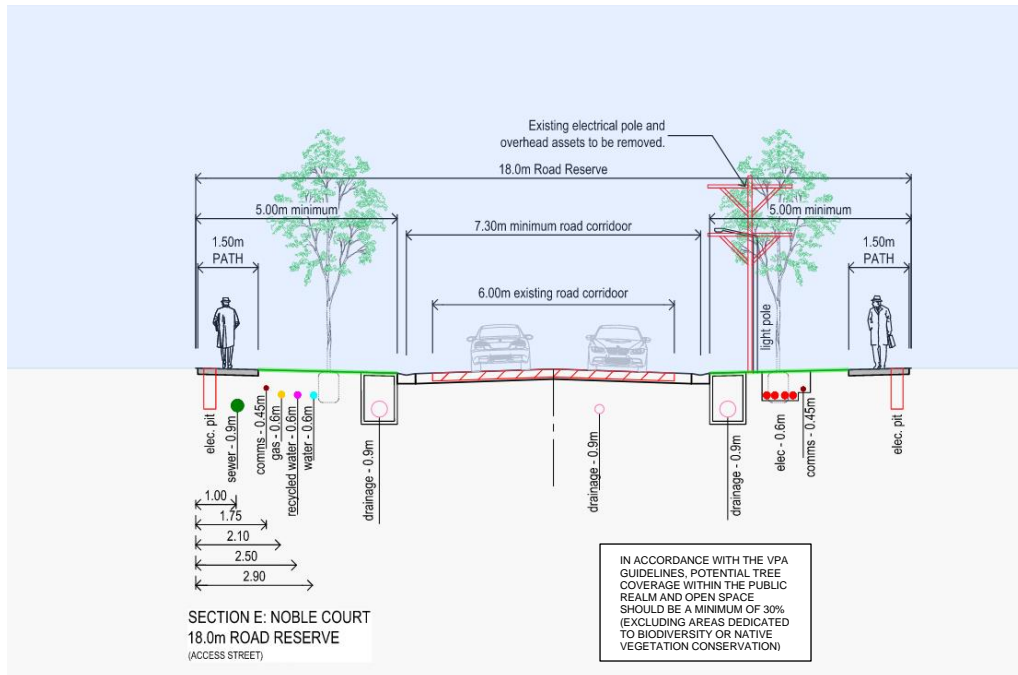 Existing electrical pole and
overhead assets to be removed.
18.0m Road Reserve
5.00m minimum
5.00m minimum
7.30m minimum road corridoor
1.50m
PATH
1.50m
PATH
6.00m existing road corridoor
light pole
elec. pit
sewer - 0.9m
comms - 0.45m
gas - 0.6m
recycled water - 0.6m
water - 0.6m
drainage - 0.9m
drainage - 0.9m
drainage - 0.9m
elec - 0.6m
comms - 0.45m
elec. pit
1.00
1.75
2.10
2.50
2.90
SECTION E: NOBLE COURT
18.0m ROAD RESERVE
(ACCESS STREET)
IN ACCORDANCE WITH THE VPA
GUIDELINES, POTENTIAL TREE
COVERAGE WITHIN THE PUBLIC
REALM AND OPEN SPACE
SHOULD BE A MINIMUM OF 30%
(EXCLUDING AREAS DEDICATED
TO BIODIVERSITY OR NATIVE
VEGETATION CONSERVATION)